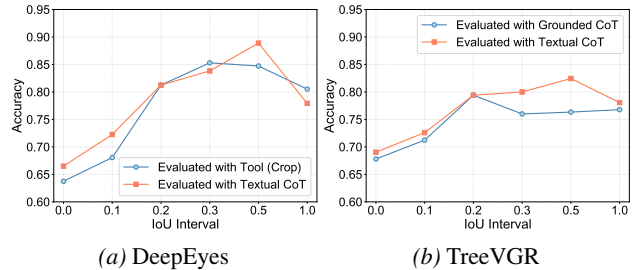 0.95
0.90
0.85
0.80
0.75
0.70
0.65
0.60
Accuracy
0.0 0.1 0.2 0.3 0.5 1.0
IoU Interval
Evaluated with Tool (Crop)
Evaluated with Textual CoT
(a) DeepEyes
0.95
0.90
0.85
0.80
0.75
0.70
0.65
0.60
Accuracy
Evaluated with Grounded CoT
Evaluated with Textual CoT
0.0 0.1 0.2 0.3 0.5 1.0
IoU Interval
(b) TreeVGR